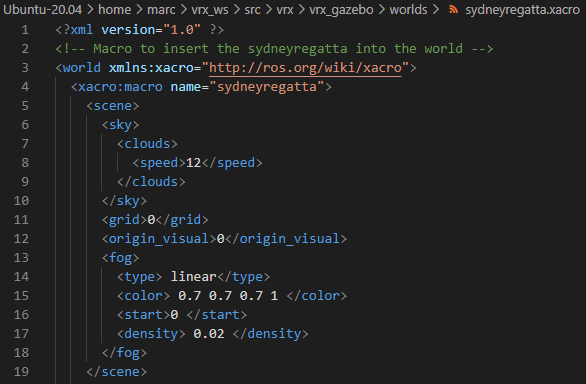 Ubuntu-20.04 > home > marc > vrx_ws > src > vrx > vrx_gazebo > worlds > sydneyregatta.xacro
1 <?xml version="1.0" ?>
2 <!-- Macro to insert the sydneyregatta into the world -->
3 <world xmlns:xacro="http://ros.org/wiki/xacro">
4 <xacro:macro name="sydneyregatta">
5 <scene>
6 <sky>
7 <clouds>
8 <speed>12</speed>
9 </clouds>
10 </sky>
11 <grid>0</grid>
12 <origin_visual>0</origin_visual>
13 <fog>
14 <type> linear</type>
15 <color> 0.7 0.7 0.7 1 </color>
16 <start>0 </start>
17 <density> 0.02 </density>
18 </fog>
19 </scene>